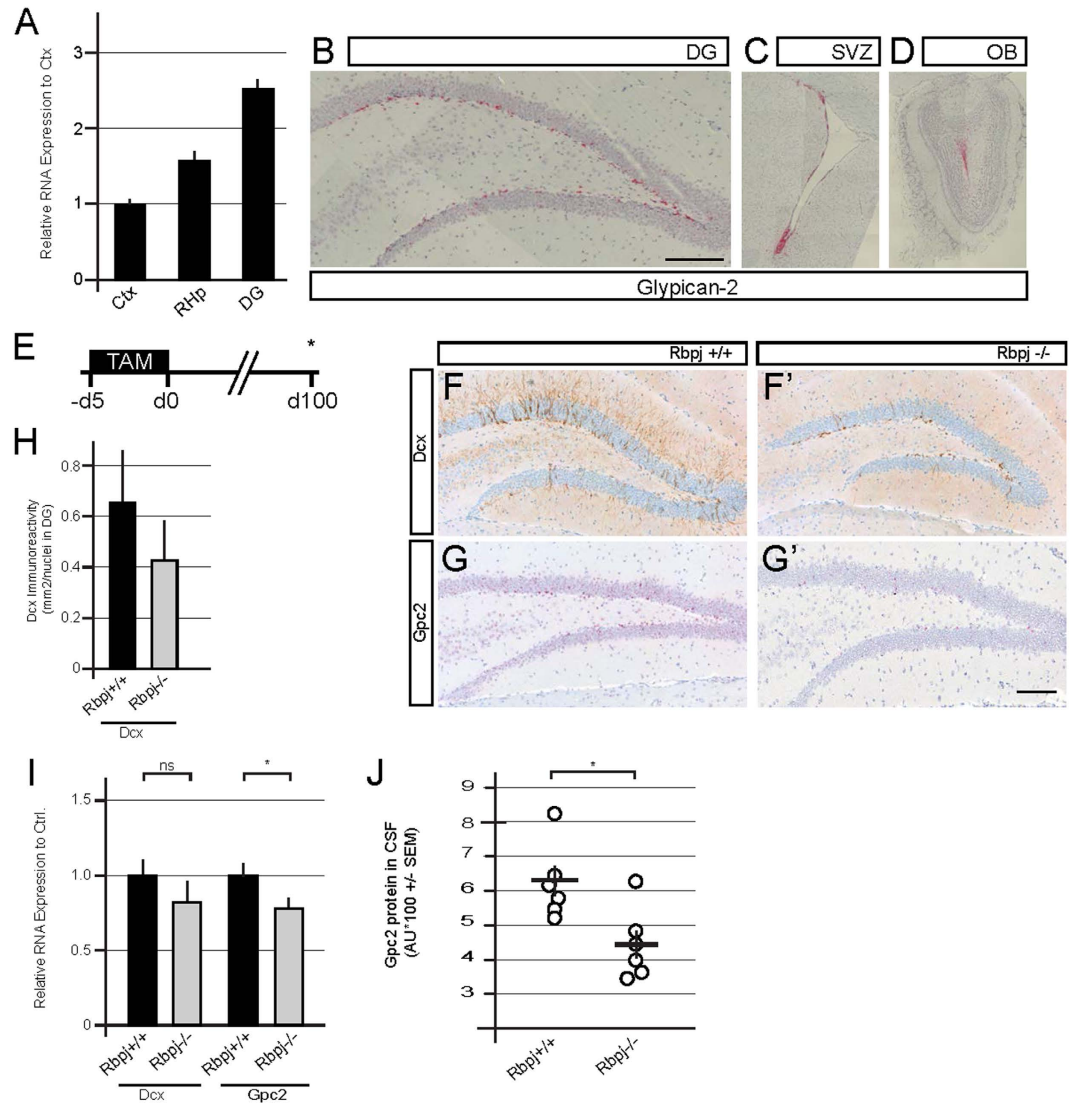 A
Relative RNA Expression to Ctx
3
2
1
0
Ctx
RHp
DG
B
DG
C
SVZ
D
OB
Glypican-2
E
TAM
*
-d5
d0
d100
Rbpj +/+
Rbpj -/-
Dcx
F
F'
Gpc2
G
G'
H
Dcx Immunoreactivity
(mm2/nuclei in DG)
0.8
0.6
0.4
0.2
0
Rbpj+/+
Rbpj-/-
Dcx
I
Relative RNA Expression to Ctrl.
1.5
1.0
0.5
0
ns
*
Rbpj+/+
Rbpj-/-
Rbpj+/+
Rbpj-/-
Dcx
Gpc2
J
Gpc2 protein in CSF
(AU*100 +/- SEM)
9
8
7
6
5
4
3
*
Rbpj+/+
Rbpj-/-